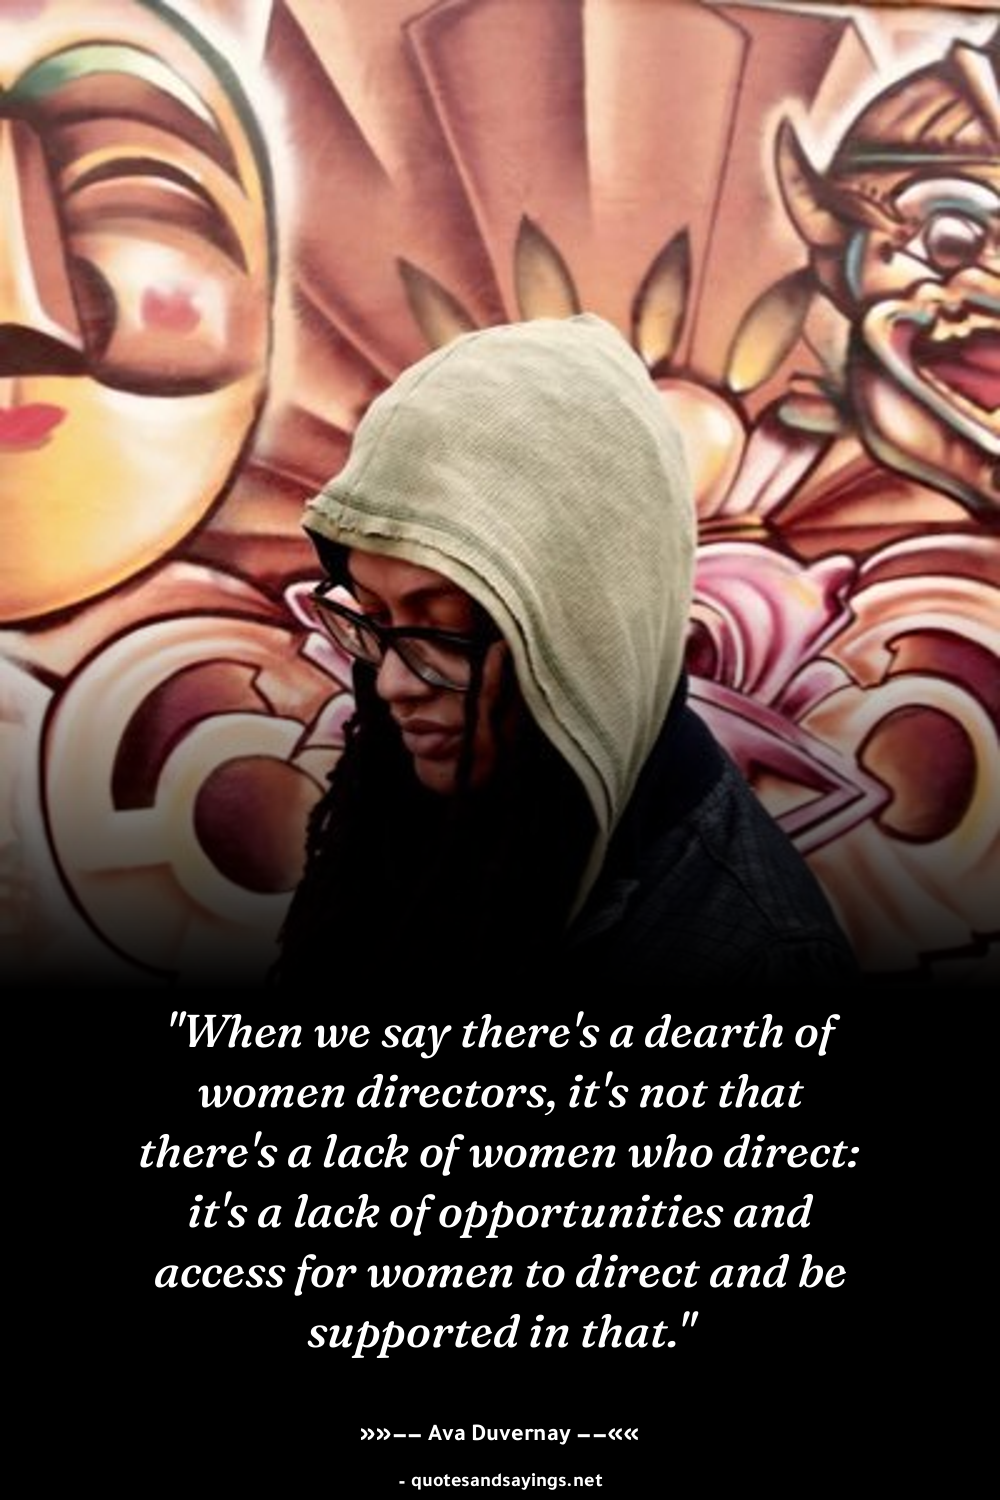 "When we say there's a dearth of
women directors, it's not that
there's a lack of women who direct:
it's a lack of opportunities and
access for women to direct and be
supported in that."
»»−− Ava Duvernay −−««
- quotesandsayings.net